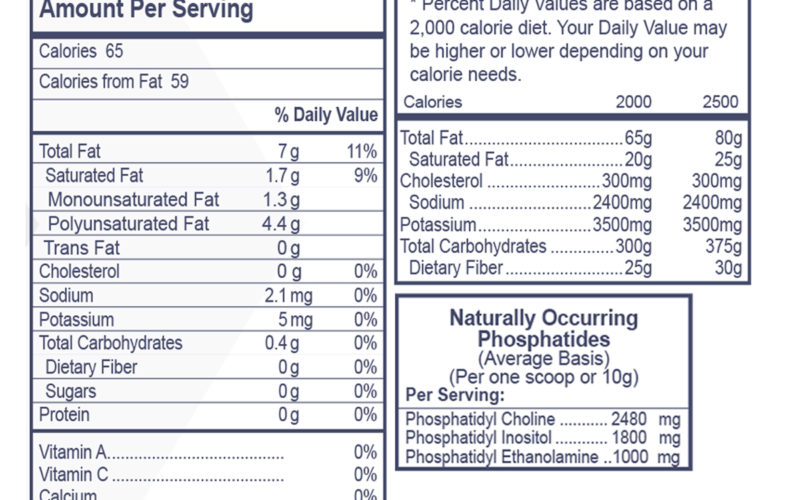 Amount Per Serving
Calories 65
Calories from Fat 59
% Daily Value
Total Fat 7 g 11%
Saturated Fat 1.7 g 9%
Monounsaturated Fat 1.3 g
Polyunsaturated Fat 4.4 g
Trans Fat 0 g
Cholesterol 0 g 0%
Sodium 2.1 mg 0%
Potassium 5 mg 0%
Total Carbohydrates 0.4 g 0%
Dietary Fiber 0 g 0%
Sugars 0 g 0%
Protein 0 g 0%
Vitamin A.................................... 0%
Vitamin C .................................... 0%
Calcium 0%
* Percent Daily Values are based on a
2,000 calorie diet. Your Daily Value may
be higher or lower depending on your
calorie needs.
Calories 2000 2500
Total Fat.............................65g 80g
Saturated Fat.....................20g 25g
Cholesterol .....................300mg 300mg
Sodium .......................2400mg 2400mg
Potassium.....................3500mg 3500mg
Total Carbohydrates ............300g 375g
Dietary Fiber......................25g 30g
Naturally Occurring
Phosphatides
(Average Basis)
(Per one scoop or 10g)
Per Serving:
Phosphatidyl Choline ........... 2480 mg
Phosphatidyl Inositol ............ 1800 mg
Phosphatidyl Ethanolamine ..1000 mg